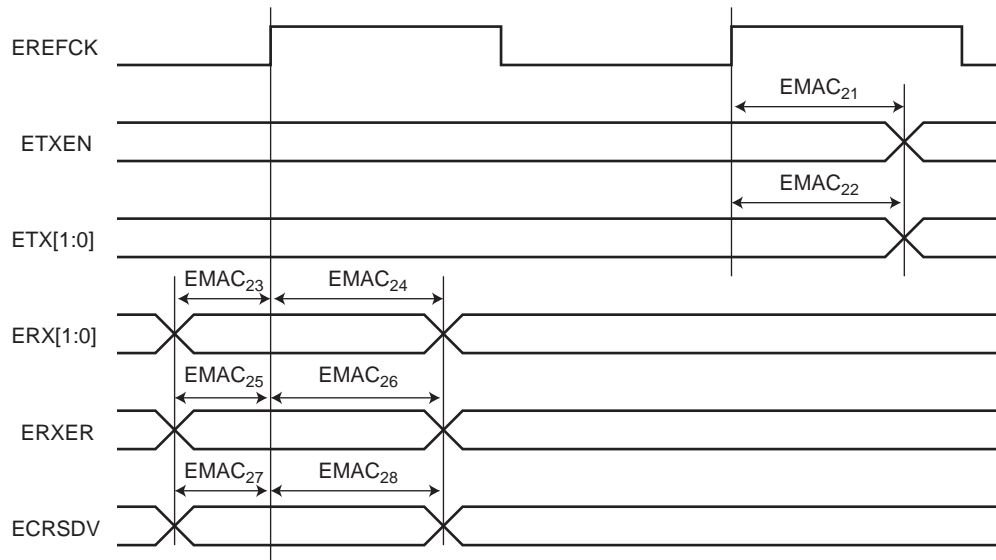 EREFCK
EMAC21
ETXEN
EMAC22
ETX[1:0]
EMAC23 EMAC24
ERX[1:0]
EMAC25 EMAC26
ERXER
EMAC27 EMAC28
ECRSDV